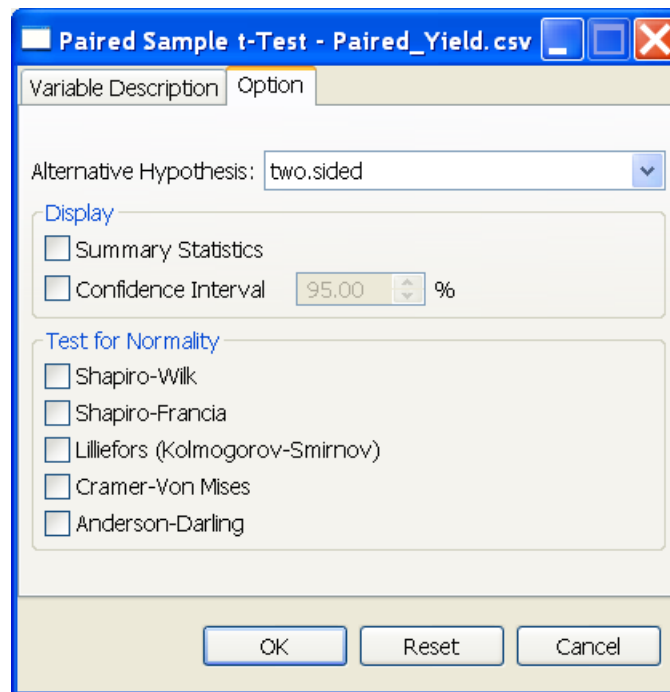 Paired Sample t-Test - Paired_Yield.csv
Variable Description Option
Alternative Hypothesis: two.sided
Display
Summary Statistics
Confidence Interval 95.00 %
Test for Normality
Shapiro-Wilk
Shapiro-Francia
Lilliefors (Kolmogorov-Smirnov)
Cramer-Von Mises
Anderson-Darling
OK Reset Cancel